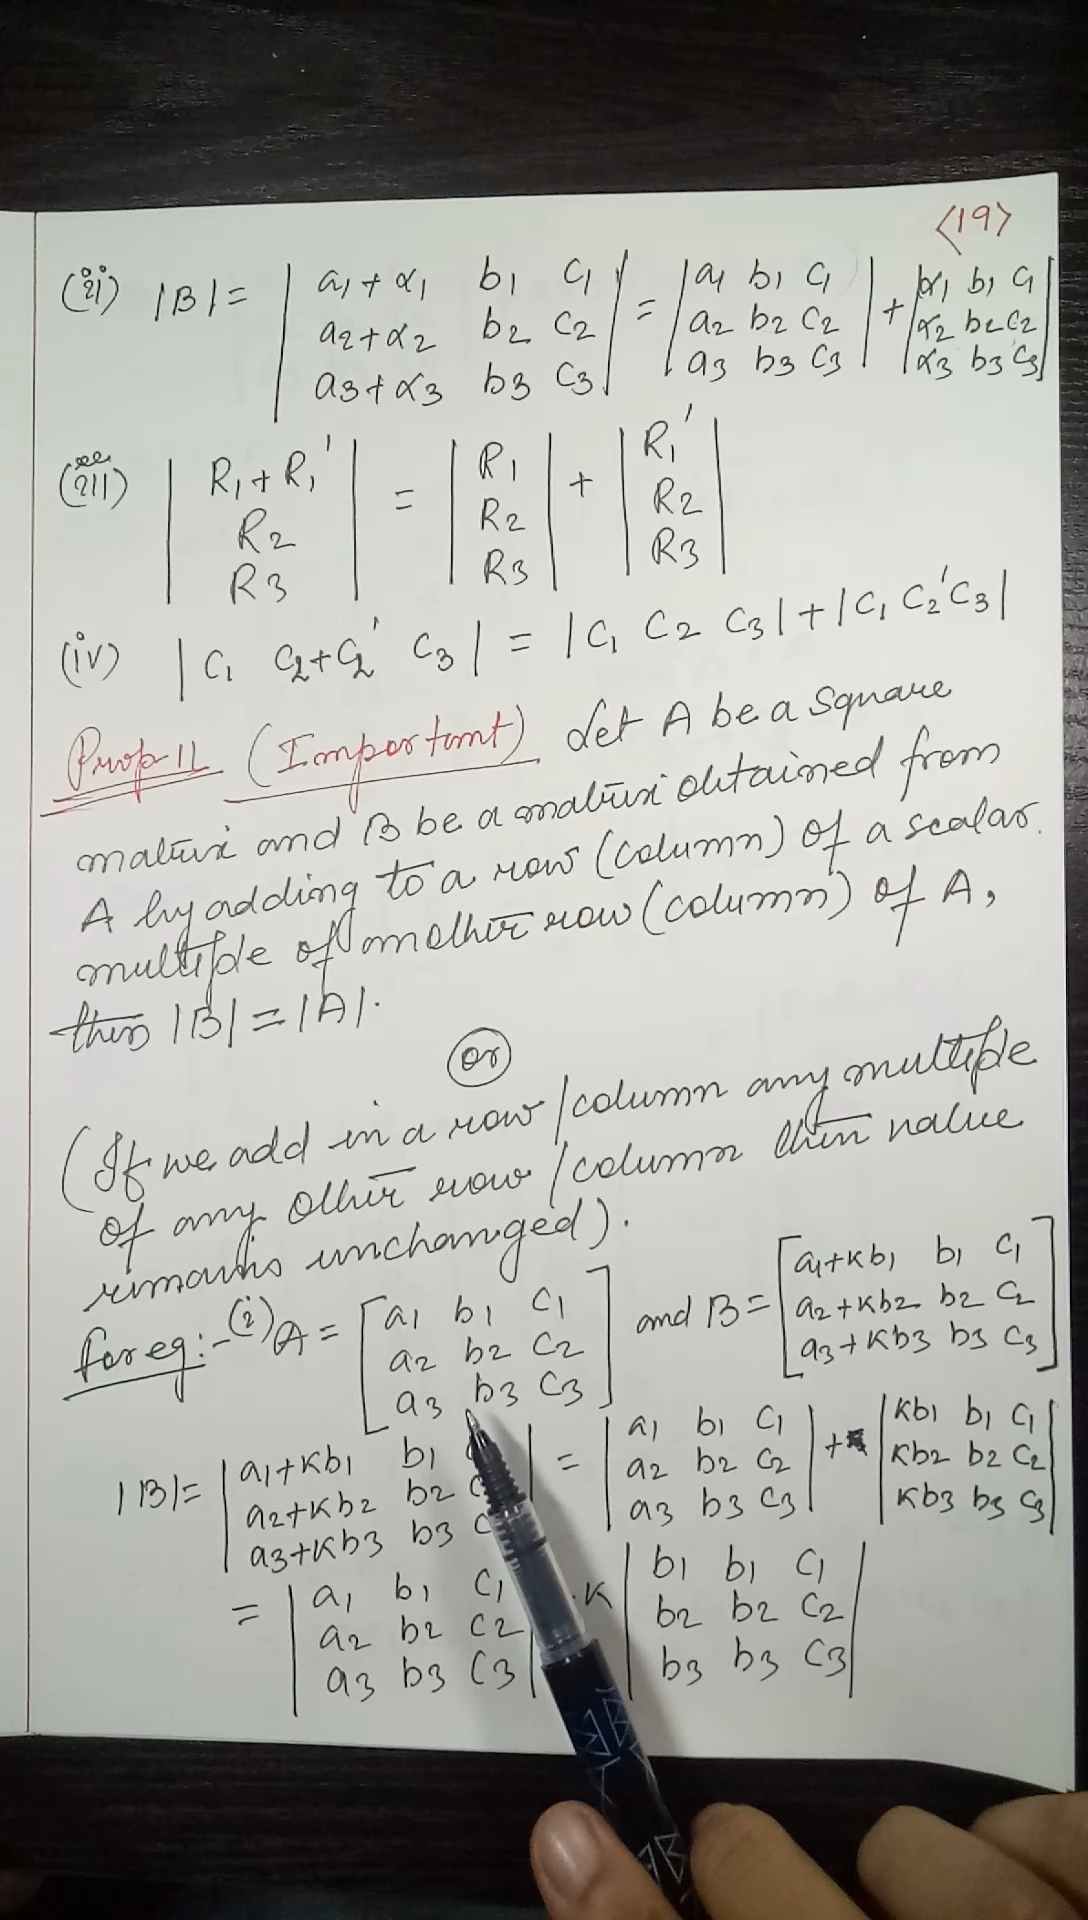 <19>
(ii) |B| = | a1+α1 b1 c1 | = | a1 b1 c1 | + | α1 b1 c1 |
| a2+α2 b2 c2 | | a2 b2 c2 | | α2 b2 c2 |
| a3+α3 b3 c3 | | a3 b3 c3 | | α3 b3 c3 |
(iii) | R1+R1' | = | R1 | + | R1' |
| R2 | | R2 | | R2 |
| R3 | | R3 | | R3 |
(iv) | C1 C2+C2' C3 | = | C1 C2 C3 | + | C1 C2' C3 |
Prop-11 (Important) Let A be a square
matrix and B be a matrix obtained from
A by adding to a row (column) of a scalar
multiple of another row (column) of A,
then |B| = |A|.
or
(If we add in a row/column any multiple
of any other row/column then value
remains unchanged).
for eg:- (i) A = [ a1 b1 c1 ] and B = [ a1+kb1 b1 c1 ]
[ a2 b2 c2 ] [ a2+kb2 b2 c2 ]
[ a3 b3 c3 ] [ a3+kb3 b3 c3 ]
|B| = | a1+kb1 b1 | = | a1 b1 c1 | + | kb1 b1 c1 |
| a2+kb2 b2 c | | a2 b2 c2 | | kb2 b2 c2 |
| a3+kb3 b3 c | | a3 b3 c3 | | kb3 b3 c3 |
= | a1 b1 c1 | .k | b1 b1 c1 |
| a2 b2 c2 | | b2 b2 c2 |
| a3 b3 c3 | | b3 b3 c3 |